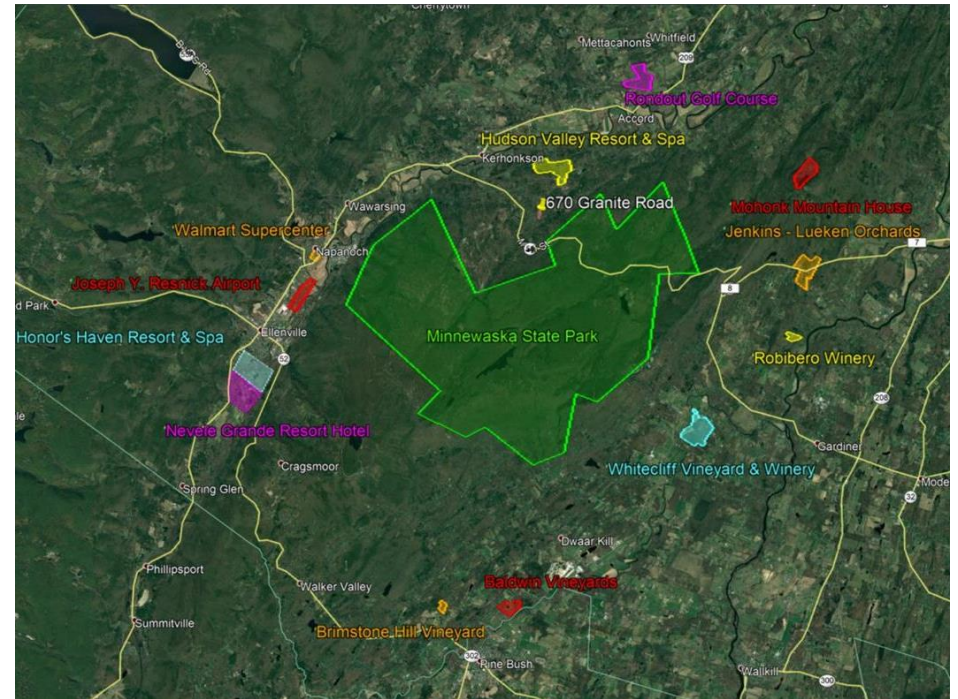 Cherrytown
Mettacahonts
Whitfield
209
Rondout Golf Course
Accord
Hudson Valley Resort & Spa
Kerhonkson
670 Granite Road
Mohonk Mountain House
Wawarsing
Walmart Supercenter
Jenkins - Lueken Orchards
7
Napanoch
44
Joseph Y. Resnick Airport
8
d Park
Honor's Haven Resort & Spa
Ellenville
Minnewaska State Park
52
Robibero Winery
208
Nevele Grande Resort Hotel
Gardiner
Cragsmoor
Whitecliff Vineyard & Winery
Spring Glen
Mode
32
Dwaar Kill
Phillipsport
Walker Valley
Baldwin Vineyards
Summitville
Brimstone Hill Vineyard
302
Pine Bush
Wallkill
300